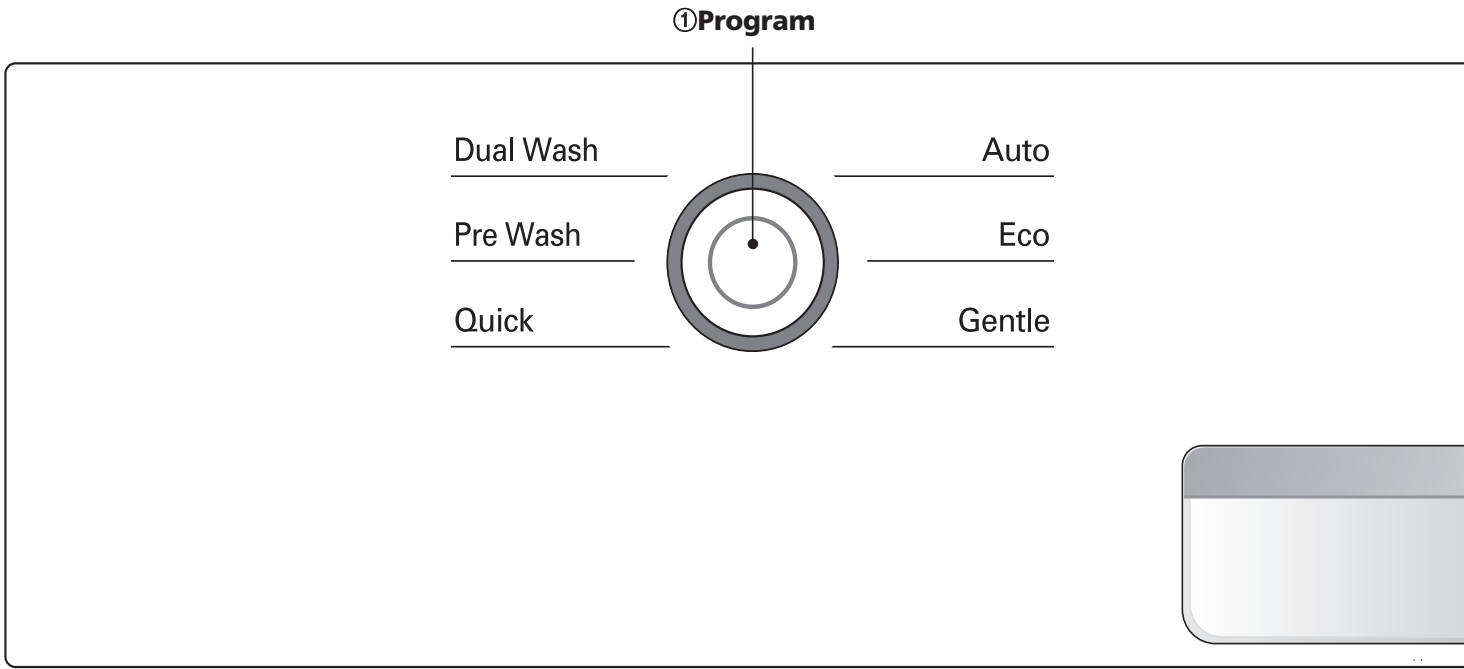 ①Program
Dual Wash
Auto
Pre Wash
Eco
Quick
Gentle